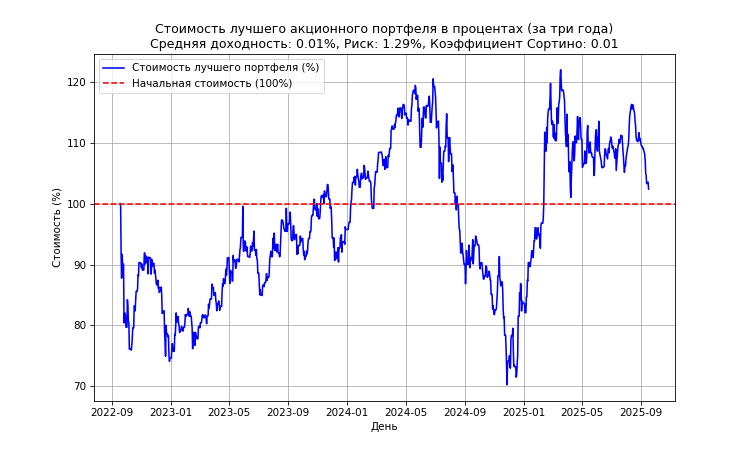 Стоимость лучшего акционного портфеля в процентах (за три года)
Средняя доходность: 0.01%, Риск: 1.29%, Коэффициент Сортино: 0.01
Стоимость лучшего портфеля (%)
Начальная стоимость (100%)
Стоимость (%)
120
110
100
90
80
70
2022-09 2023-01 2023-05 2023-09 2024-01 2024-05 2024-09 2025-01 2025-05 2025-09
День